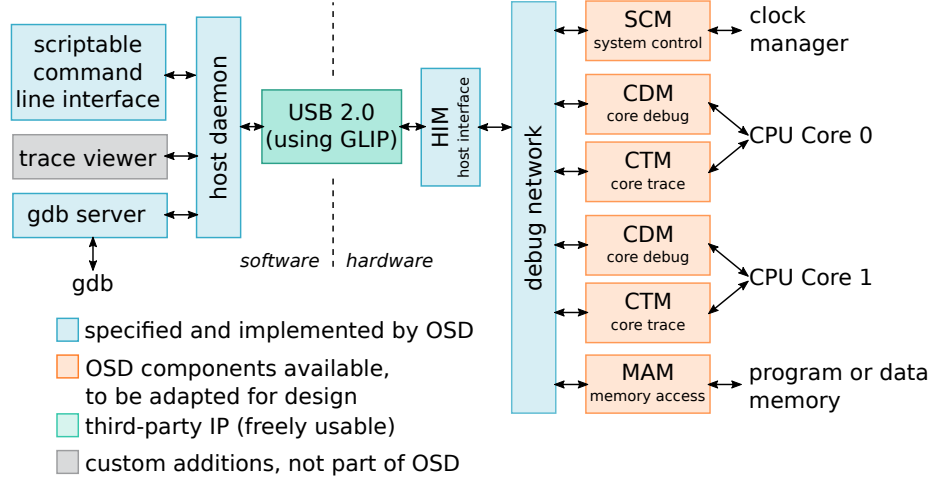 scriptable
command
line interface
trace viewer
gdb server
gdb
host daemon
USB 2.0
(using GLIP)
software
hardware
HIM
host interface
debug network
SCM
system control
clock
manager
CDM
core debug
CTM
core trace
CPU Core 0
CDM
core debug
CTM
core trace
CPU Core 1
MAM
memory access
program or data
memory
specified and implemented by OSD
OSD components available,
to be adapted for design
third-party IP (freely usable)
custom additions, not part of OSD